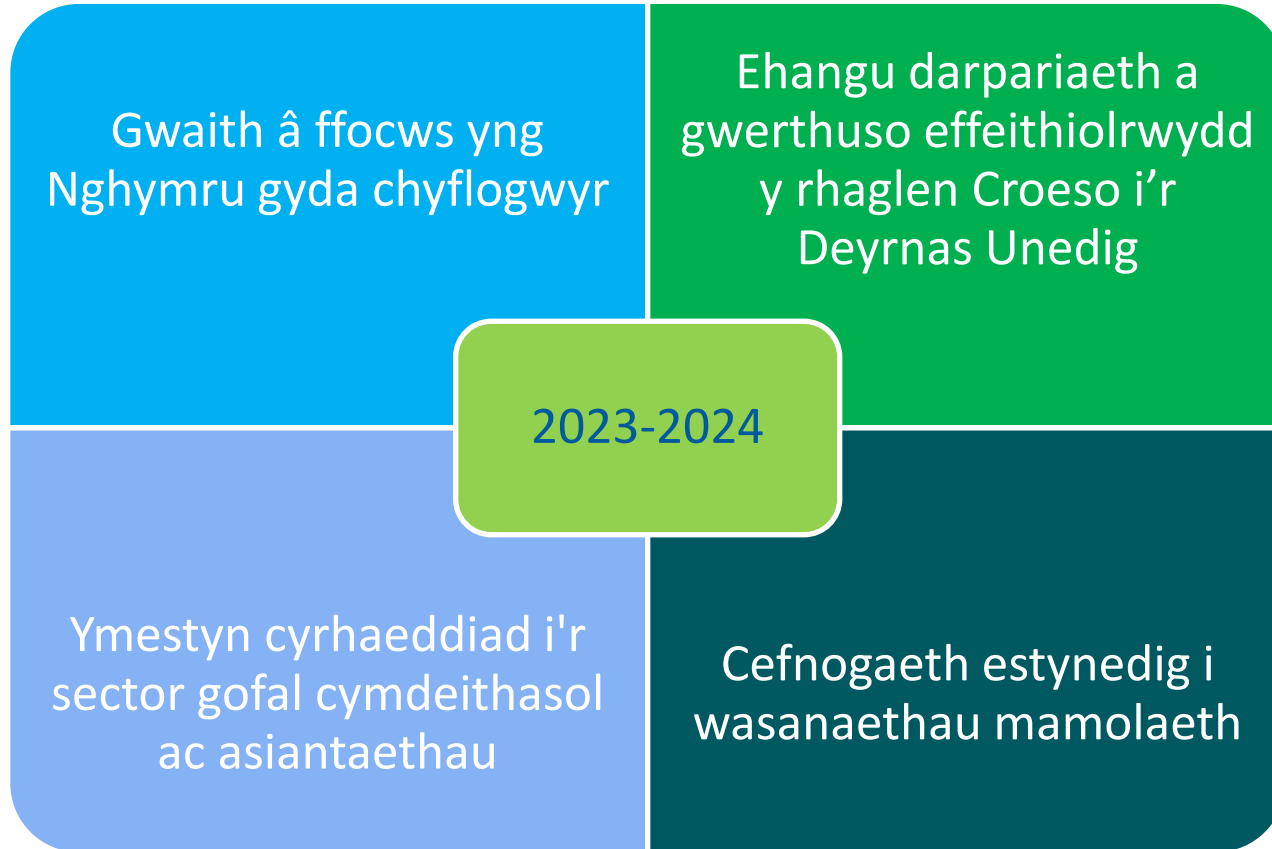 Gwaith â ffocws yng
Nghymru gyda chyflogwyr
Ehangu darpariaeth a
gwerthuso effeithiolrwydd
y rhaglen Croeso i’r
Deyrnas Unedig
2023-2024
Ymestyn cyrhaeddiad i'r
sector gofal cymdeithasol
ac asiantaethau
Cefnogaeth estynedig i
wasanaethau mamolaeth